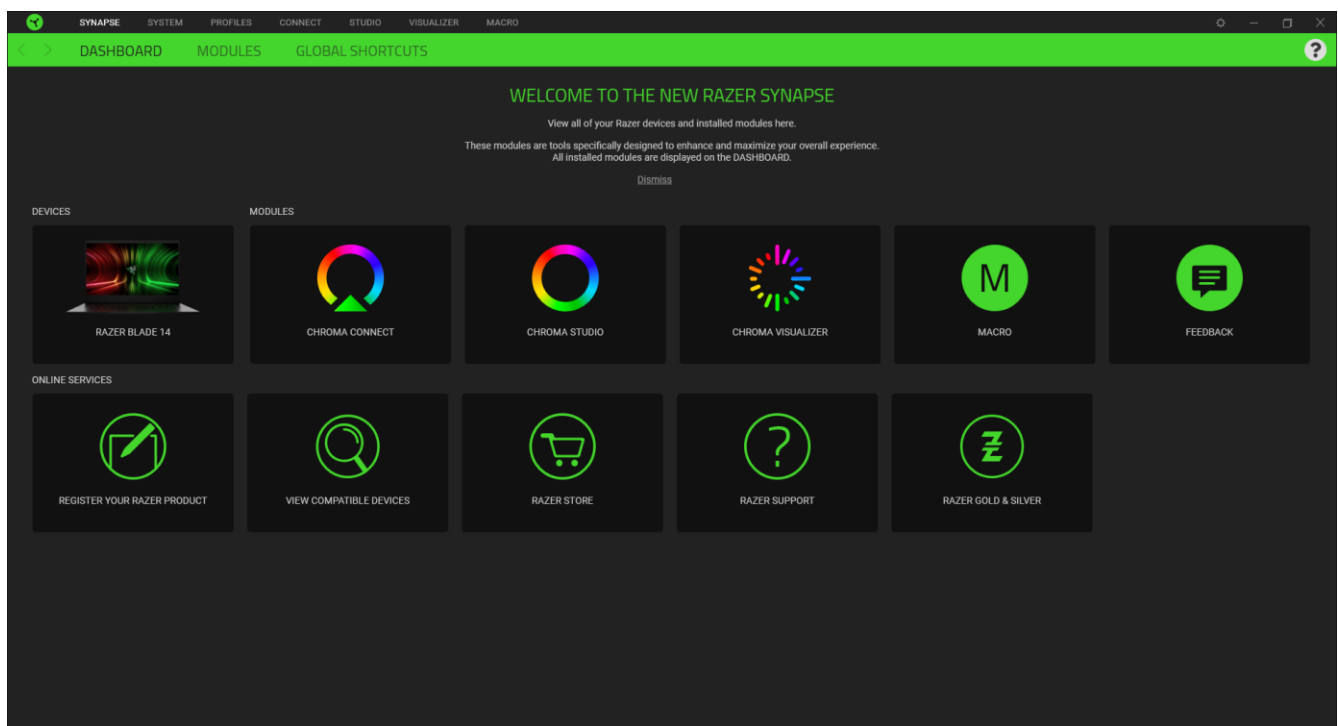 SYNAPSE SYSTEM PROFILES CONNECT STUDIO VISUALIZER MACRO
DASHBOARD MODULES GLOBAL SHORTCUTS ?
WELCOME TO THE NEW RAZER SYNAPSE
View all of your Razer devices and installed modules here.
These modules are tools specifically designed to enhance and maximize your overall experience.
All installed modules are displayed on the DASHBOARD.
Dismiss
DEVICES MODULES
M
RAZER BLADE 14 CHROMA CONNECT CHROMA STUDIO CHROMA VISUALIZER MACRO FEEDBACK
ONLINE SERVICES
?
REGISTER YOUR RAZER PRODUCT VIEW COMPATIBLE DEVICES RAZER STORE RAZER SUPPORT RAZER GOLD & SILVER